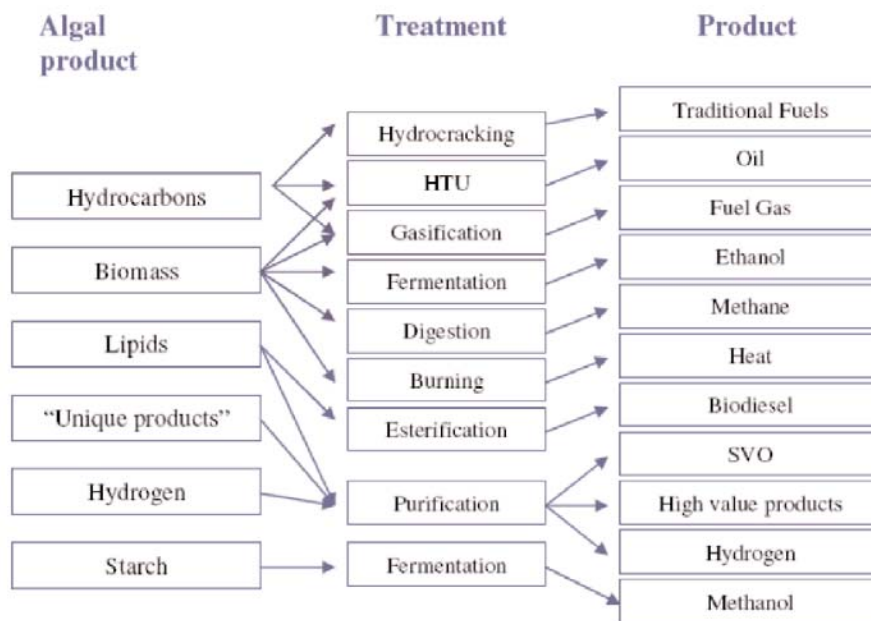 Algal
product
Treatment
Product
Hydrocarbons
Biomass
Lipids
“Unique products”
Hydrogen
Starch
Hydrocracking
HTU
Gasification
Fermentation
Digestion
Burning
Esterification
Purification
Fermentation
Traditional Fuels
Oil
Fuel Gas
Ethanol
Methane
Heat
Biodiesel
SVO
High value products
Hydrogen
Methanol